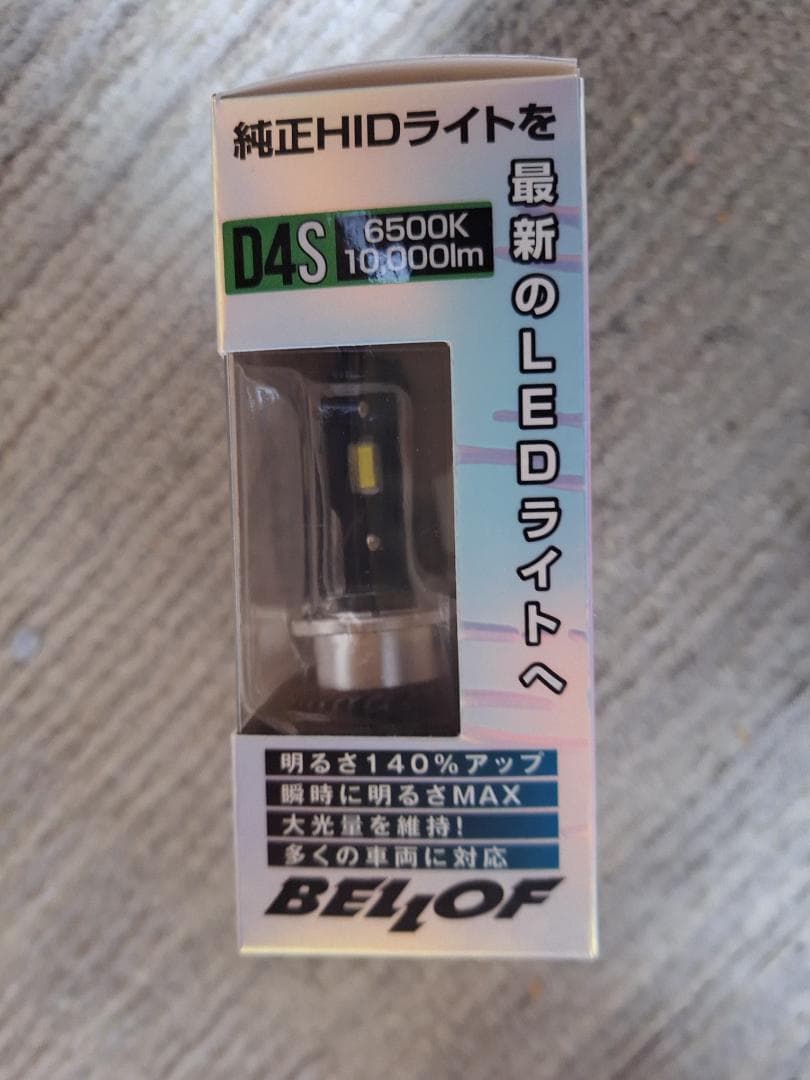 純正HIDライトを
最新のLEDライトへ
D4S
6500K
10,000lm
明るさ140%アップ
瞬時に明るさMAX
大光量を維持!
多くの車両に対応
BELLOF